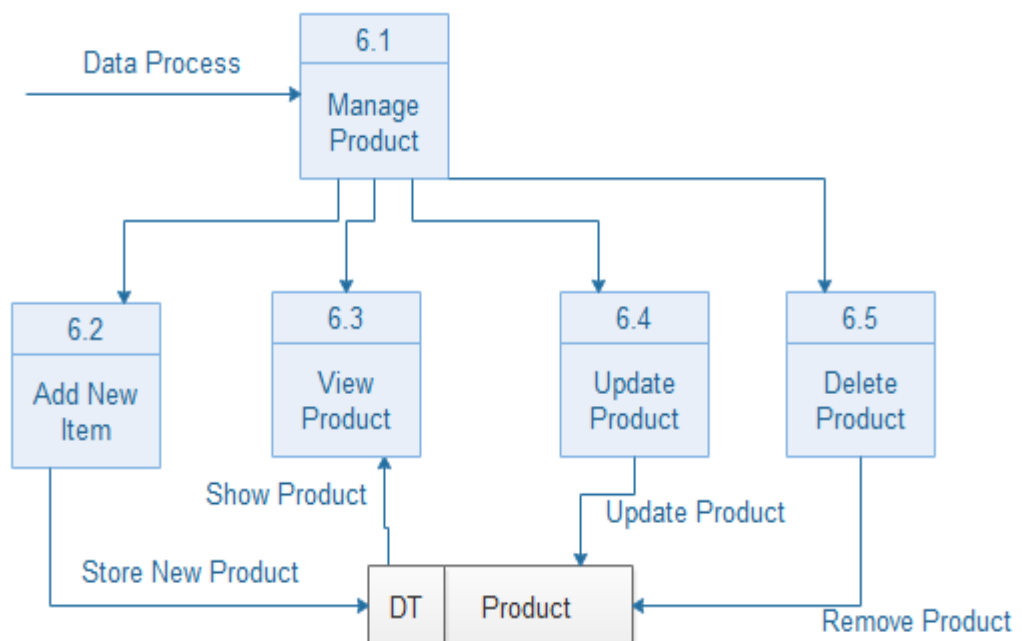 6.1
Data Process
Manage
Product
6.2
6.3
6.4
6.5
Add New
Item
View
Product
Update
Product
Delete
Product
Show Product
Update Product
Store New Product
DT
Product
Remove Product